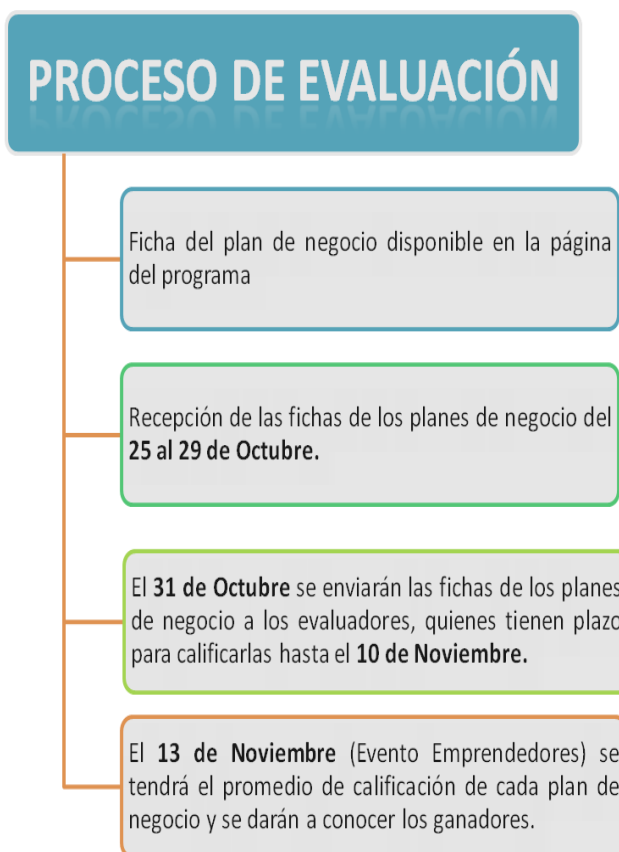 PROCESO DE EVALUACIÓN
Ficha del plan de negocio disponible en la página
del programa
Recepción de las fichas de los planes de negocio del
25 al 29 de Octubre.
El 31 de Octubre se enviarán las fichas de los planes
de negocio a los evaluadores, quienes tienen plazo
para calificarlas hasta el 10 de Noviembre.
El 13 de Noviembre (Evento Emprendedores) se
tendrá el promedio de calificación de cada plan de
negocio y se darán a conocer los ganadores.